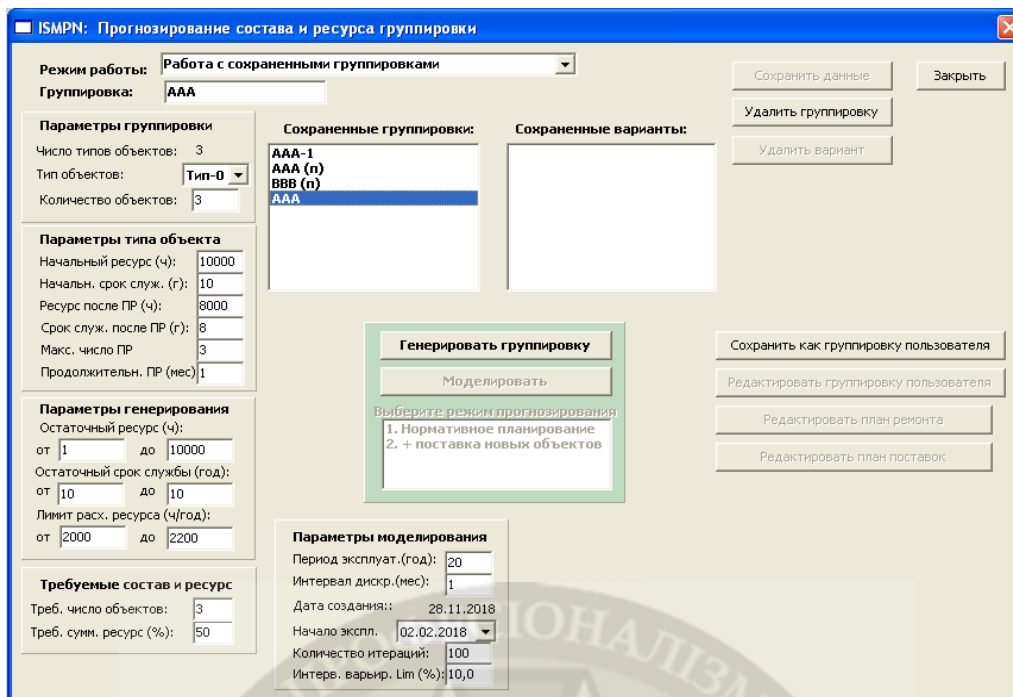 ISMPN: Прогнозирование состава и ресурса группировки
Режим работы: Работа с сохраненными группировками
Группировка: AAA
Сохранить данные
Закрыть
Удалить группировку
Удалить вариант
Параметры группировки
Число типов объектов: 3
Тип объектов: Тип-0
Количество объектов: 3
Сохраненные группировки:
AAA-1
AAA (п)
BBB (п)
AAA
Сохраненные варианты:
Параметры типа объекта
Начальный ресурс (ч): 10000
Начальн. срок служ. (г): 10
Ресурс после ПР (ч): 8000
Срок служ. после ПР (г): 8
Макс. число ПР 3
Продолжительн. ПР (мес) 1
Генерировать группировку
Моделировать
Выберите режим прогнозирования
1. Нормативное планирование
2. + поставка новых объектов
Сохранить как группировку пользователя
Редактировать группировку пользователя
Редактировать план ремонта
Редактировать план поставок
Параметры генерирования
Остаточный ресурс (ч):
от 1 до 10000
Остаточный срок службы (год):
от 10 до 10
Лимит расх. ресурса (ч/год):
от 2000 до 2200
Требуемые состав и ресурс
Треб. число объектов: 3
Треб. сумм. ресурс (%): 50
Параметры моделирования
Период эксплуат.(год): 20
Интервал дискр.(мес): 1
Дата создания:: 28.11.2018
Начало экспл. 02.02.2018
Количество итераций: 100
Интерв. варьир. Lim (%): 10,0